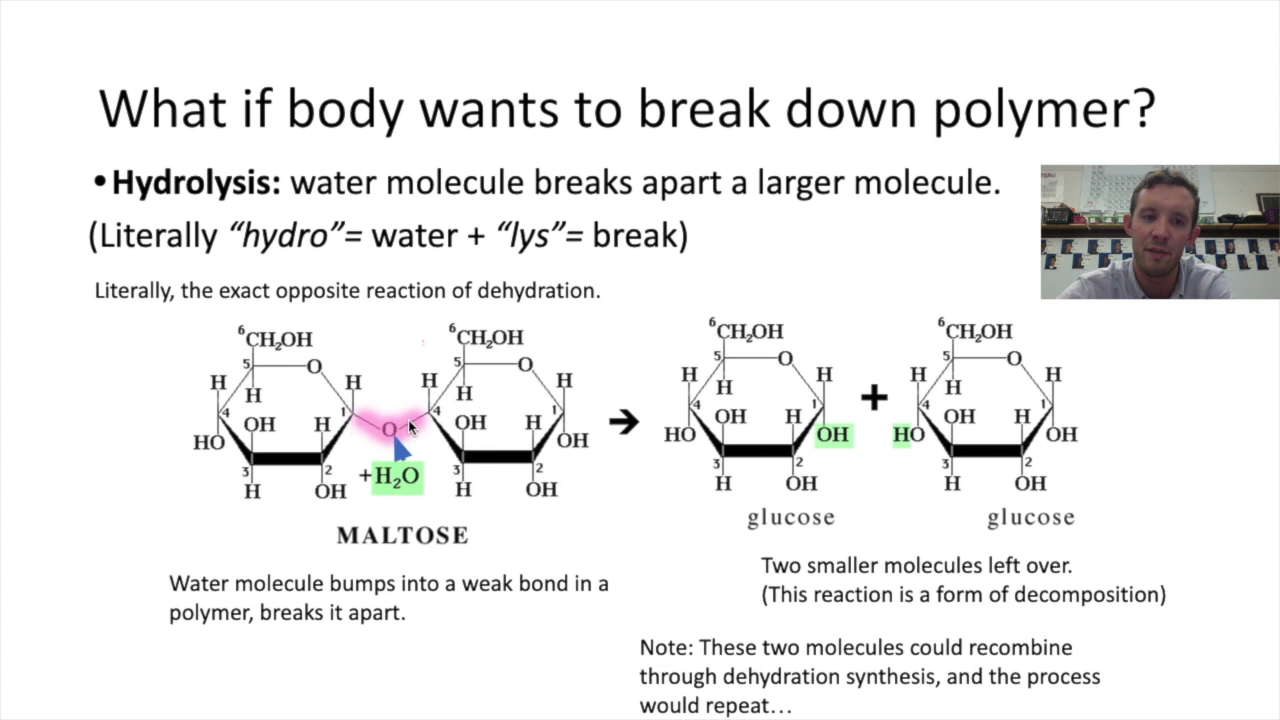 What if body wants to break down polymer?
•Hydrolysis: water molecule breaks apart a larger molecule.
(Literally “hydro”= water + “lys”= break)
Literally, the exact opposite reaction of dehydration.
⁶CH₂OH ⁶CH₂OH ⁶CH₂OH ⁶CH₂OH
5 O 5 O 5 O 5 O
H H H H H H H H
H H H H
4 OH H 1 4 OH H 1 → 4 OH H 1 + 4 OH H 1
HO O OH HO OH HO OH
3 2 +H₂O 3 2 3 2 3 2
H OH H OH H OH H OH
MALTOSE glucose glucose
Water molecule bumps into a weak bond in a
polymer, breaks it apart.
Two smaller molecules left over.
(This reaction is a form of decomposition)
Note: These two molecules could recombine
through dehydration synthesis, and the process
would repeat…